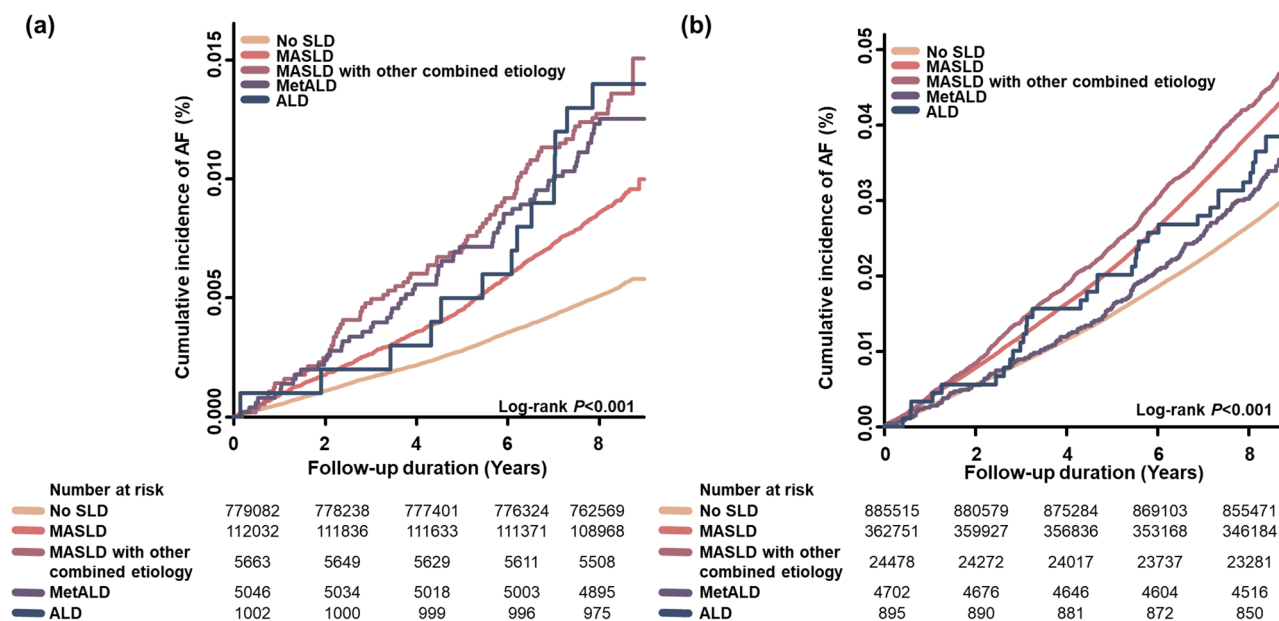 (a)
No SLD
MASLD
MASLD with other combined etiology
MetALD
ALD
Cumulative incidence of AF (%)
0.015
0.010
0.005
0.000
Log-rank P<0.001
0 2 4 6 8
Follow-up duration (Years)
Number at risk
No SLD 779082 778238 777401 776324 762569
MASLD 112032 111836 111633 111371 108968
MASLD with other
combined etiology 5663 5649 5629 5611 5508
MetALD 5046 5034 5018 5003 4895
ALD 1002 1000 999 996 975
(b)
No SLD
MASLD
MASLD with other combined etiology
MetALD
ALD
Cumulative incidence of AF (%)
0.05
0.04
0.03
0.02
0.01
0.00
Log-rank P<0.001
0 2 4 6 8
Follow-up duration (Years)
Number at risk
No SLD 885515 880579 875284 869103 855471
MASLD 362751 359927 356836 353168 346184
MASLD with other
combined etiology 24478 24272 24017 23737 23281
MetALD 4702 4676 4646 4604 4516
ALD 895 890 881 872 850